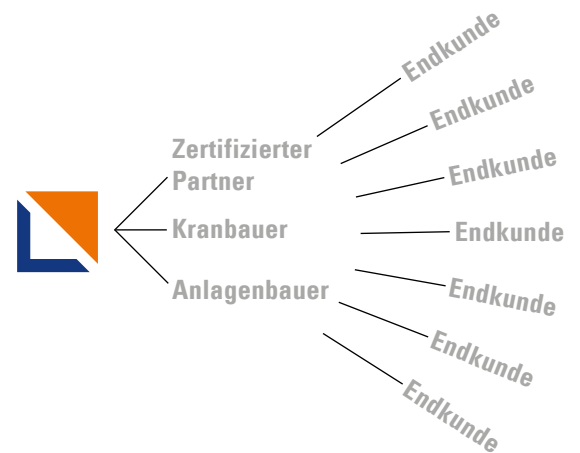 Zertifizierter
Partner
Kranbauer
Anlagenbauer
Endkunde
Endkunde
Endkunde
Endkunde
Endkunde
Endkunde
Endkunde